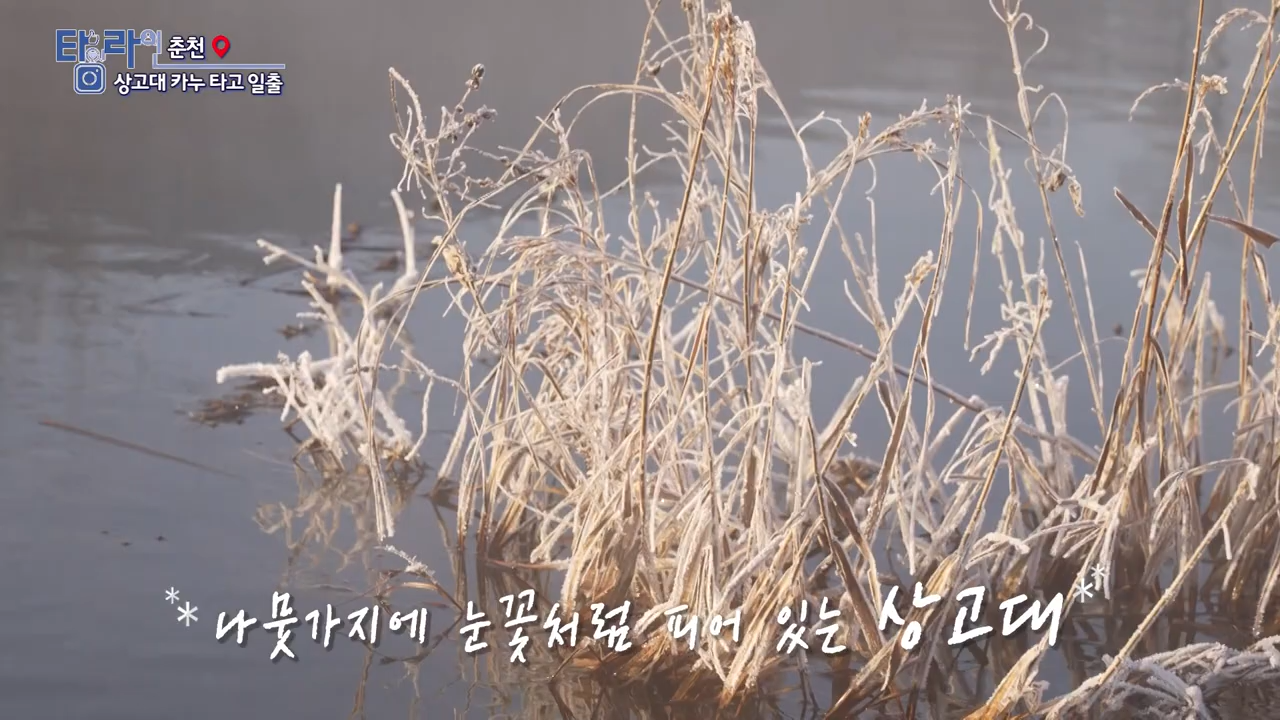 탐라인 춘천
상고대 카누 타고 일출
나뭇가지에 눈꽃처럼 피어 있는 상고대